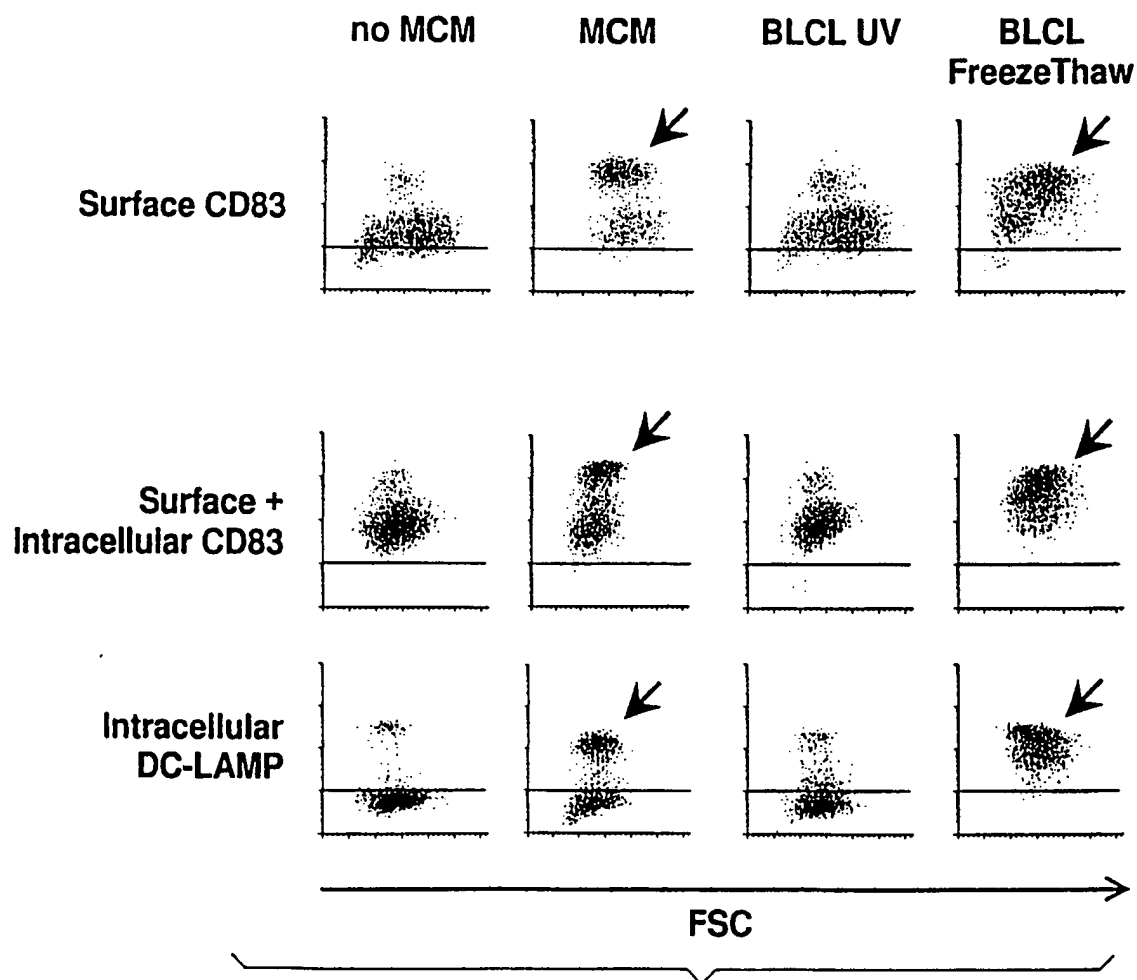 no MCM
MCM
BLCL UV
BLCL
FreezeThaw
Surface CD83
Surface +
Intracellular CD83
Intracellular
DC-LAMP
FSC